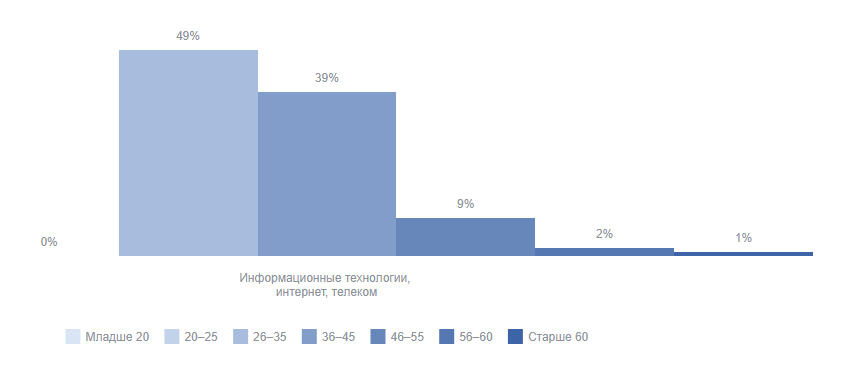 49%
39%
9%
2%
1%
0%
Информационные технологии,
интернет, телеком
Младше 20 20–25 26–35 36–45 46–55 56–60 Старше 60